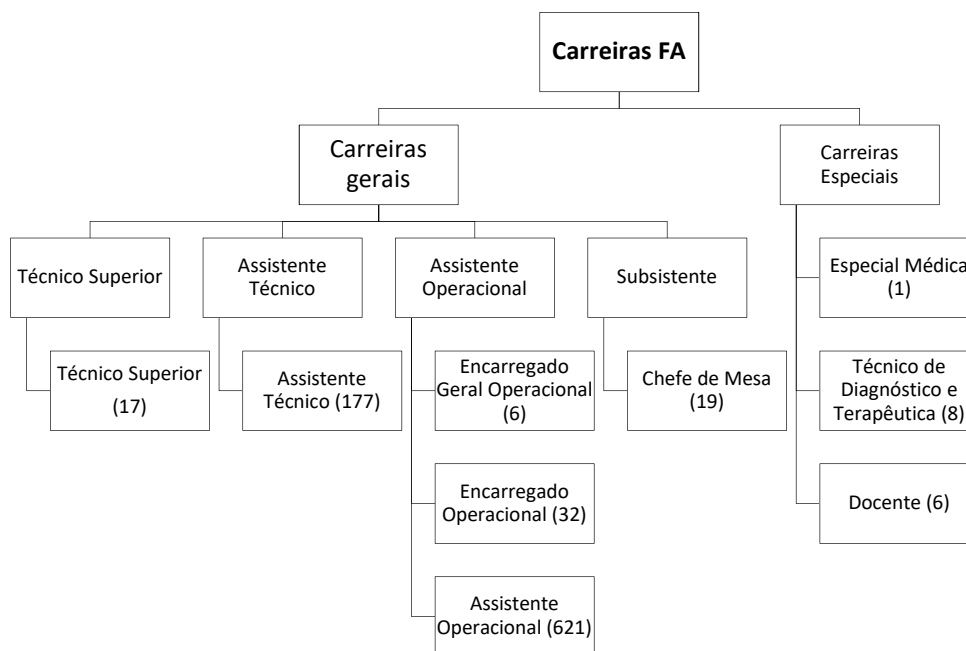 Carreiras FA
Carreiras
gerais
Carreiras
Especiais
Técnico Superior
Assistente
Técnico
Assistente
Operacional
Subsistente
Especial Médica
(1)
Técnico Superior
(17)
Assistente
Técnico (177)
Encarregado
Geral Operacional
(6)
Chefe de Mesa
(19)
Técnico de
Diagnóstico e
Terapêutica (8)
Encarregado
Operacional (32)
Docente (6)
Assistente
Operacional (621)